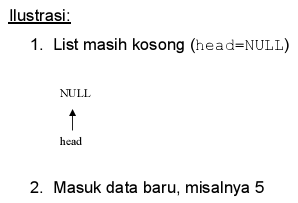 Ilustrasi:
1. List masih kosong (head=NULL)
NULL
head
2. Masuk data baru, misalnya 5